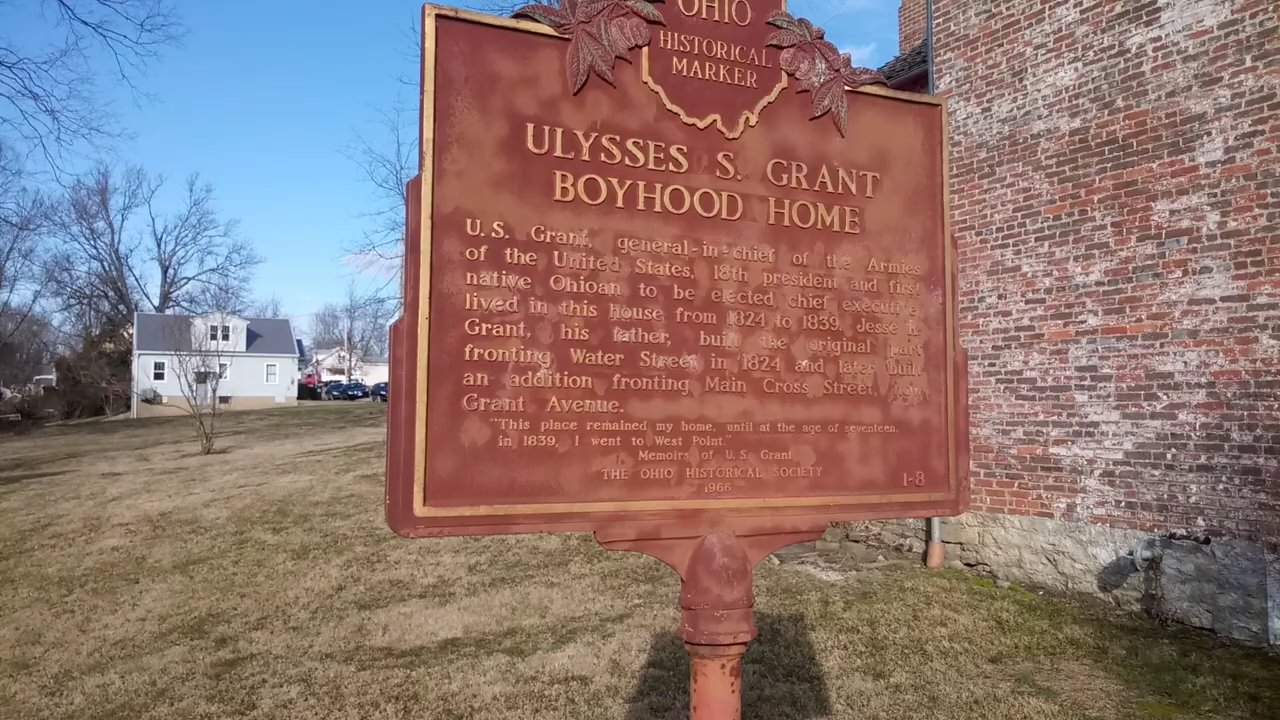 OHIO
HISTORICAL
MARKER
ULYSSES S. GRANT
BOYHOOD HOME
U.S. Grant, general-in-chief of the Armies
of the United States, 18th president and first
native Ohioan to be elected chief executive,
lived in this house from 1824 to 1839. Jesse R.
Grant, his father, built the original part
fronting Water Street in 1824 and later built
an addition fronting Main Cross Street, now
Grant Avenue.
"This place remained my home, until at the age of seventeen,
in 1839, I went to West Point."
Memoirs of U.S. Grant
THE OHIO HISTORICAL SOCIETY
1966
1-8